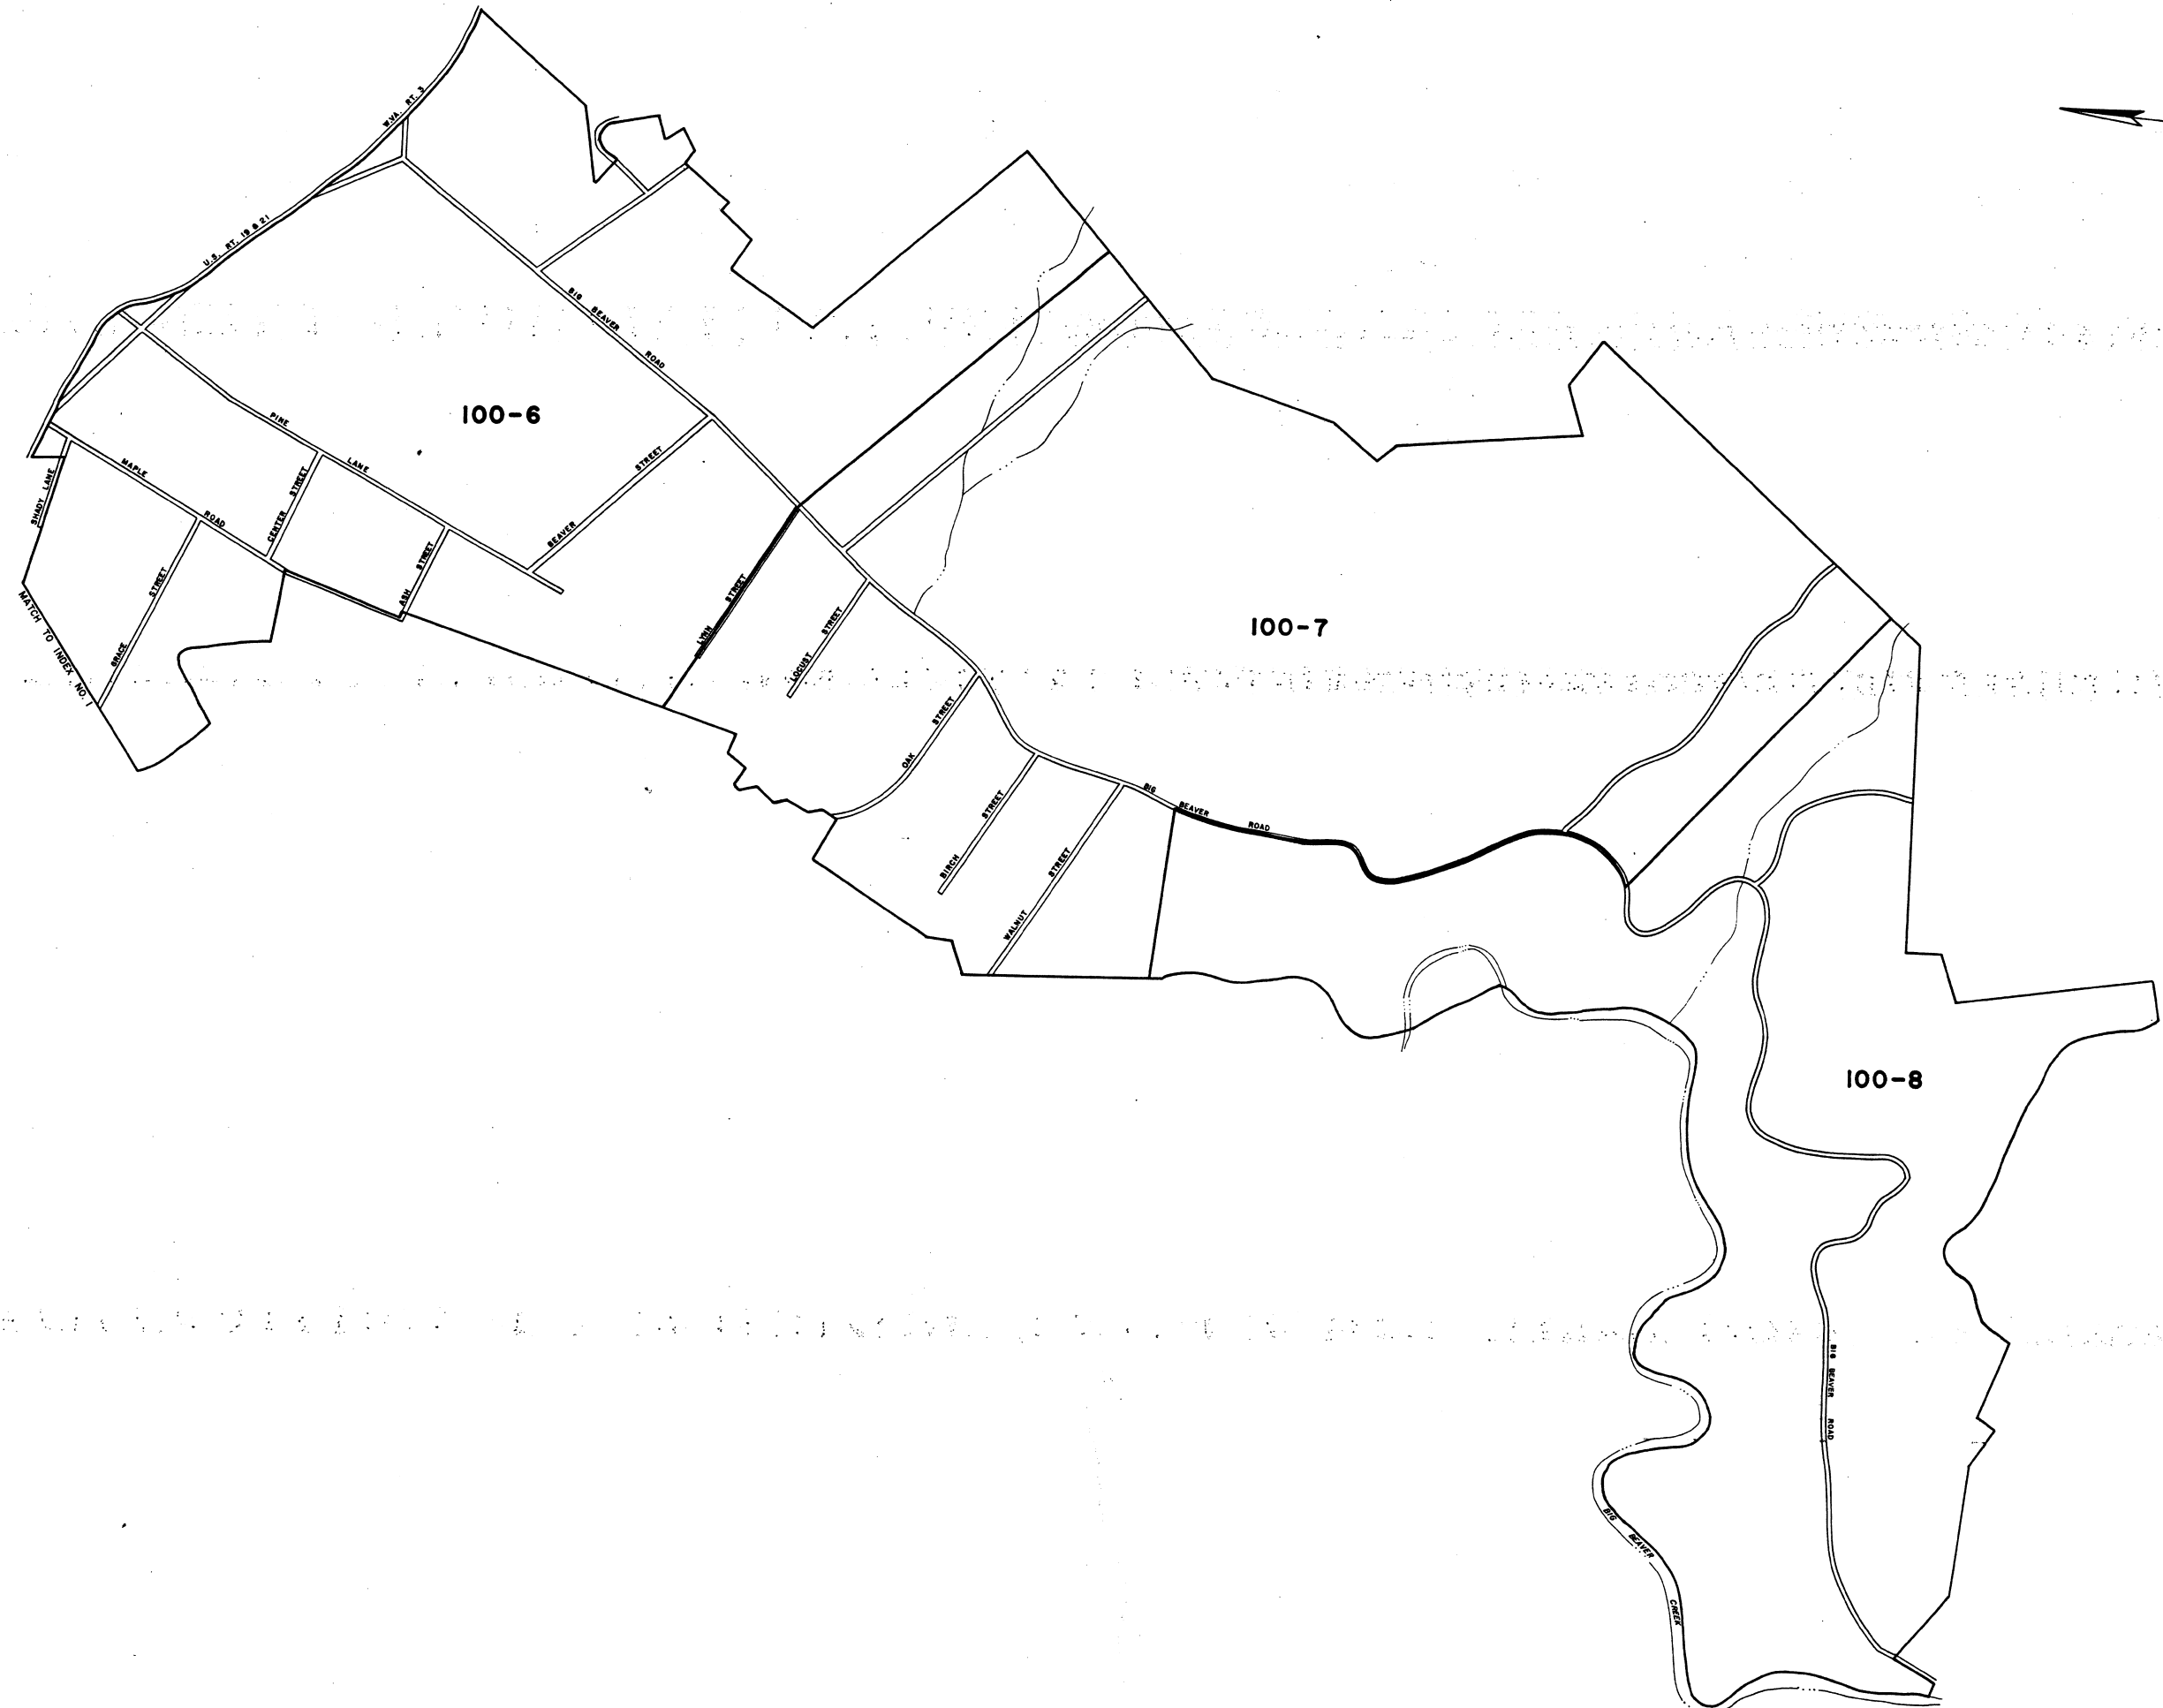 W.VA. RT. 3
U.S. RT. 19 & 21
BIG BEAVER ROAD
100-6
PINE LANE
MAPLE ROAD
SHADY LANE
CENTER STREET
BEAVER STREET
ASH STREET
GRACE STREET
MATCH TO INDEX NO. 1
LYNN STREET
LOCUST STREET
100-7
OAK STREET
BIRCH STREET
WALNUT STREET
BIG BEAVER ROAD
100-8
BIG BEAVER ROAD
BIG BEAVER CREEK